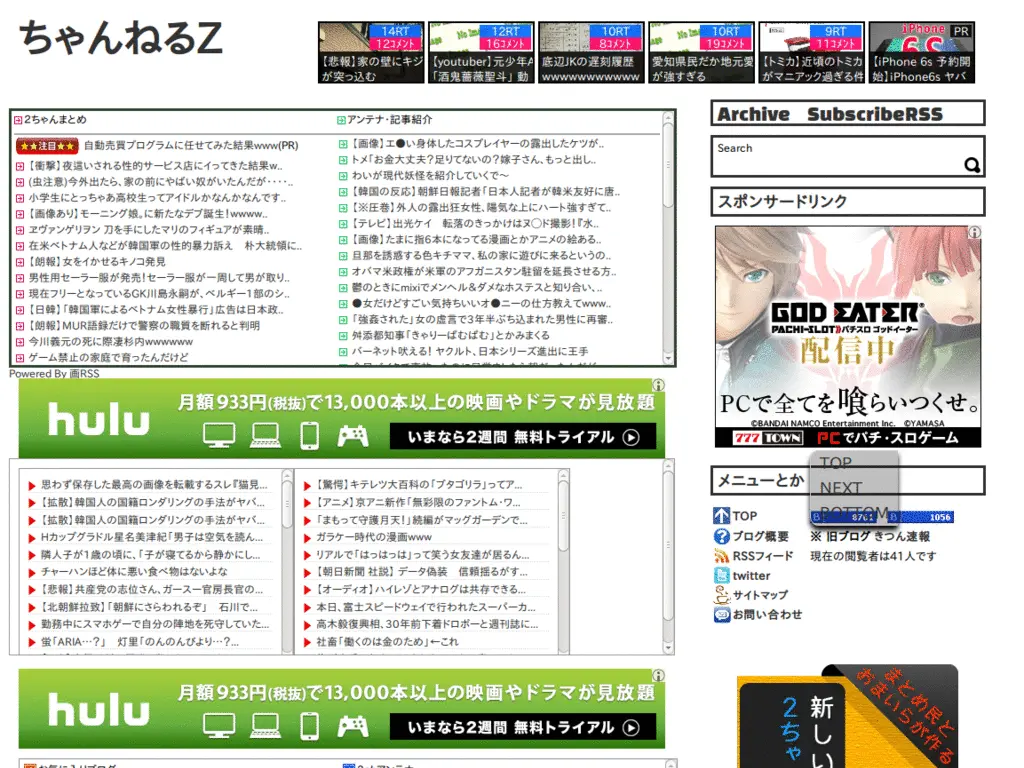 ちゃんねるZ
14RT
12コメント
【悲報】家の壁にキジ
が突っ込む
12RT
16コメント
【youtuber】元少年A
「酒鬼薔薇聖斗」 動
10RT
8コメント
底辺JKの遅刻履歴
wwwwwwwwwwwww
10RT
19コメント
愛知県民だか地元愛
が強すぎる
9RT
11コメント
【トミカ】近頃のトミカ
がマニアック過ぎる件
iPhone
6S
PR
【iPhone 6s 予約開
始】iPhone6s ヤバ
2ちゃんまとめ
★★注目★★ 自動売買プログラムに任せてみた結果www(PR)
【衝撃】夜這いされる性的サービス店にイってきた結果w..
(虫注意)今外出たら、家の前にやばい奴がいたんだが････..
小学生にとっちゃあ高校生ってアイドルかなんかなんです..
【画像あり】モーニング娘。に新たなデブ誕生!wwww..
ヱヴァンゲリヲン 刀を手にしたマリのフィギュアが素晴..
在米ベトナム人などが韓国軍の性的暴力訴え　朴大統領に..
【朗報】女をイかせるキノコ発見
男性用セーラー服が発売!セーラー服が一周して男が取り..
現在フリーとなっているGK川島永嗣が、ベルギー1部のシ..
【日韓】「韓国軍によるベトナム女性暴行」広告は日本政..
【朗報】MUR語録だけで警察の職質を断れると判明
今川義元の死に際凄杉内wwwwwww
ゲーム禁止の家庭で育ったんだけど
アンテナ・記事紹介
【画像】エ●い身体したコスプレイヤーの露出したケツが..
トメ「お金大丈夫?足りてないの?嫁子さん、もっと出し..
わいが現代妖怪を紹介していくで〜
【韓国の反応】朝鮮日報記者「日本人記者が韓米友好に唐..
【※圧巻】外人の露出狂女性、陽気な上にハート強すぎて..
【テレビ】出光ケイ　転落のきっかけはヌ◯ド撮影!『水..
【画像】たまに指6本になってる漫画とかアニメの絵ある..
旦那を誘惑する色キチママ、私の家に遊びに来るというの..
オバマ米政権が米軍のアフガニスタン駐留を延長させる方..
鬱のときにmixiでメンヘル＆ダメなホステスと知り合い、..
●女だけどすごい気持ちいいオ●ニーの仕方教えてwww..
「強姦された」女の虚言で3年半ぶち込まれた男性に再審..
舛添都知事「きゃりーぱむぱむ」とかみまくる
バーネット吠える! ヤクルト、日本シリーズ進出に王手
Powered By 画RSS
hulu
月額933円(税抜)で13,000本以上の映画やドラマが見放題
いまなら2週間 無料トライアル
思わず保存した最高の画像を転載するスレ『猫見...
【拡散】韓国人の国籍ロンダリングの手法がヤバ...
【拡散】韓国人の国籍ロンダリングの手法がヤバ...
Hカップグラドル星名美津紀「男子は空気を読ん...
隣人子が1歳の頃に、「子が寝てるから静かにし...
チャーハンほど体に悪い食べ物はないよな
【悲報】共産党の志位さん、ガースー官房長官の...
【北朝鮮拉致】「朝鮮にさらわれるぞ」　石川で...
勤務中にスマホゲーで自分の陣地を死守していた...
蛍「ARIA…?」　灯里「のんのんびより…?...
【驚愕】キテレツ大百科の「ブタゴリラ」ってア...
【アニメ】京アニ新作「無彩限のファントム・ワ...
「まもって守護月天!」続編がマッグガーデンで...
ガラケー時代の漫画www
リアルで「はっはっは」って笑う女友達が居るん...
【朝日新聞 社説】 データ偽装　信頼揺るがす...
【オーディオ】ハイレゾとアナログは共存できる...
本日、富士スピードウェイで行われたスーパーカ...
高木毅復興相、30年前下着ドロボーと週刊誌に...
社畜「働くのは金のため」←これ
hulu
月額933円(税抜)で13,000本以上の映画やドラマが見放題
いまなら2週間 無料トライアル
Archive SubscribeRSS
Search
スポンサードリンク
GOD EATER
PACHI-SLOT パチスロ ゴッドイーター
配信中
PCで全てを喰らいつくせ。
©BANDAI NAMCO Entertainment Inc. ©YAMASA
777 TOWN PCでパチ・スロゲーム
メニューとか
TOP
NEXT
BOTTOM
TOP
ブログ概要
RSSフィード
twitter
サイトマップ
お問い合わせ
8761
1056
※ 旧ブログ きつん速報
現在の閲覧者は41人です
まとめ民と
おまいらが作る
新しい
2ちゃ